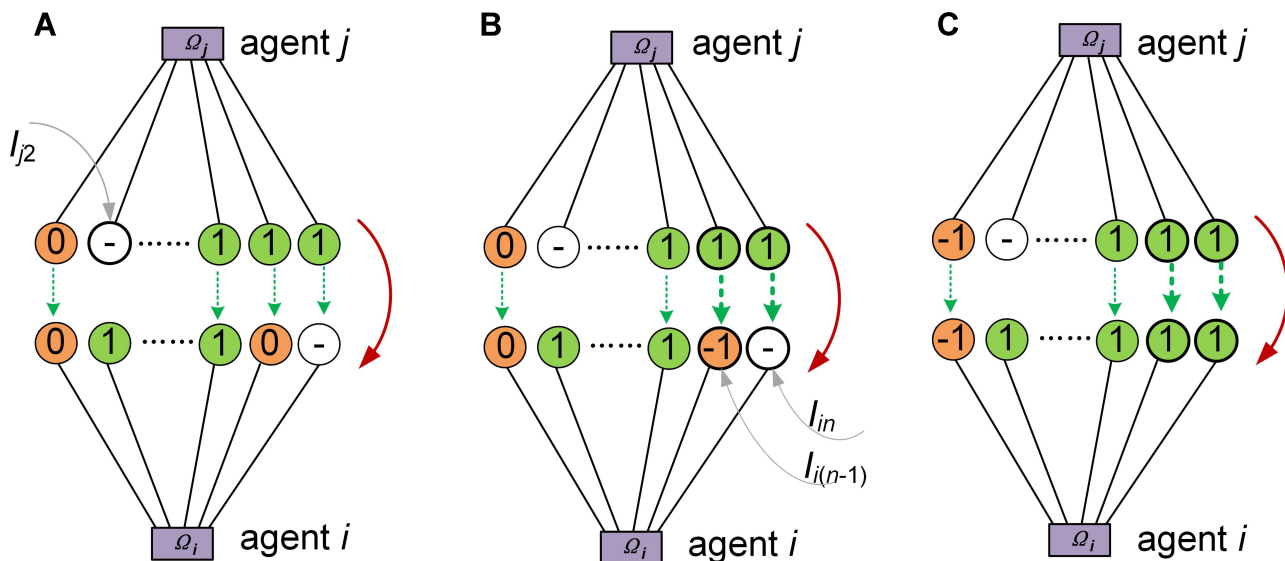 A
Ωj agent j
Ij2
0 - ······ 1 1 1
0 1 ······ 1 0 -
Ωi agent i
B
Ωj agent j
0 - ······ 1 1 1
0 1 ······ 1 -1 -
Iin
Ii(n-1)
Ωi agent i
C
Ωj agent j
-1 - ······ 1 1 1
-1 1 ······ 1 1 1
Ωi agent i